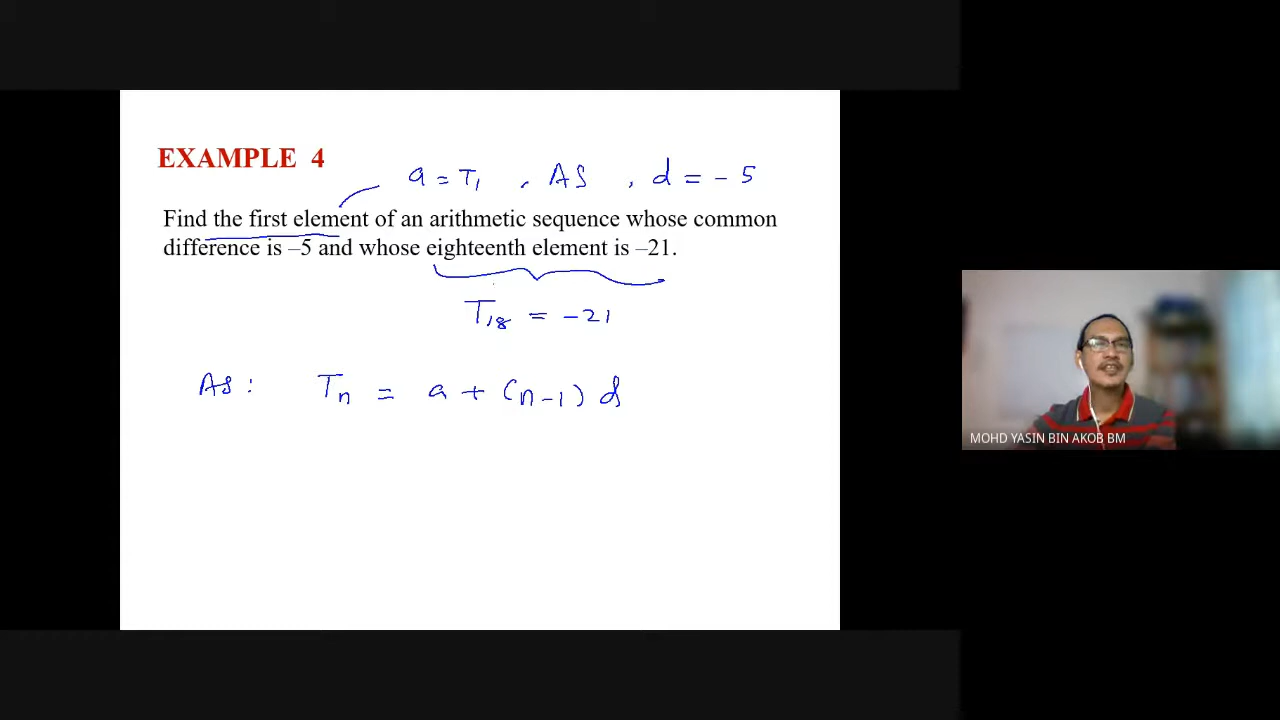 EXAMPLE 4
a = T₁ , AS , d = - 5
Find the first element of an arithmetic sequence whose common
difference is –5 and whose eighteenth element is –21.
T₁₈ = -21
AS : Tₙ = a + (n-1) d
MOHD YASIN BIN AKOB BM